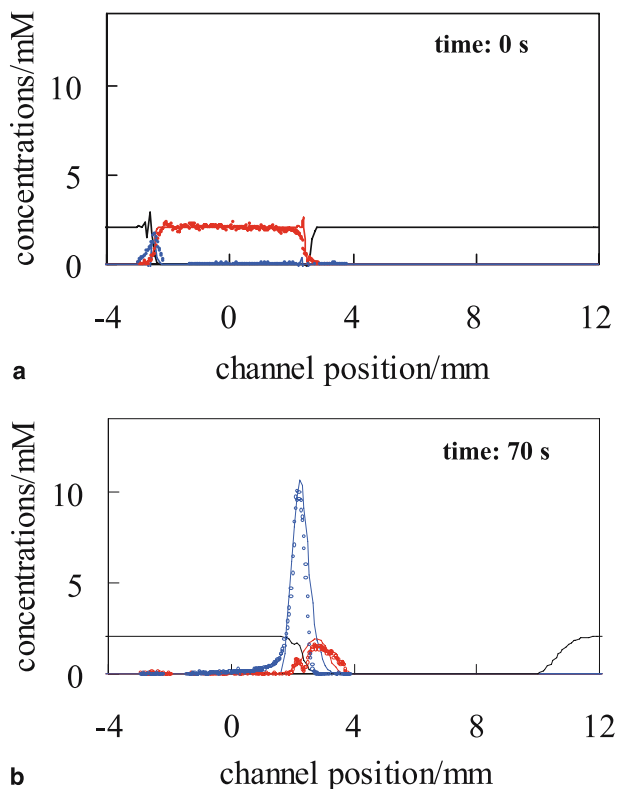 time: 0 s
concentrations/mM
10
5
0
-4 0 4 8 12
channel position/mm
a
time: 70 s
concentrations/mM
10
5
0
-4 0 4 8 12
channel position/mm
b